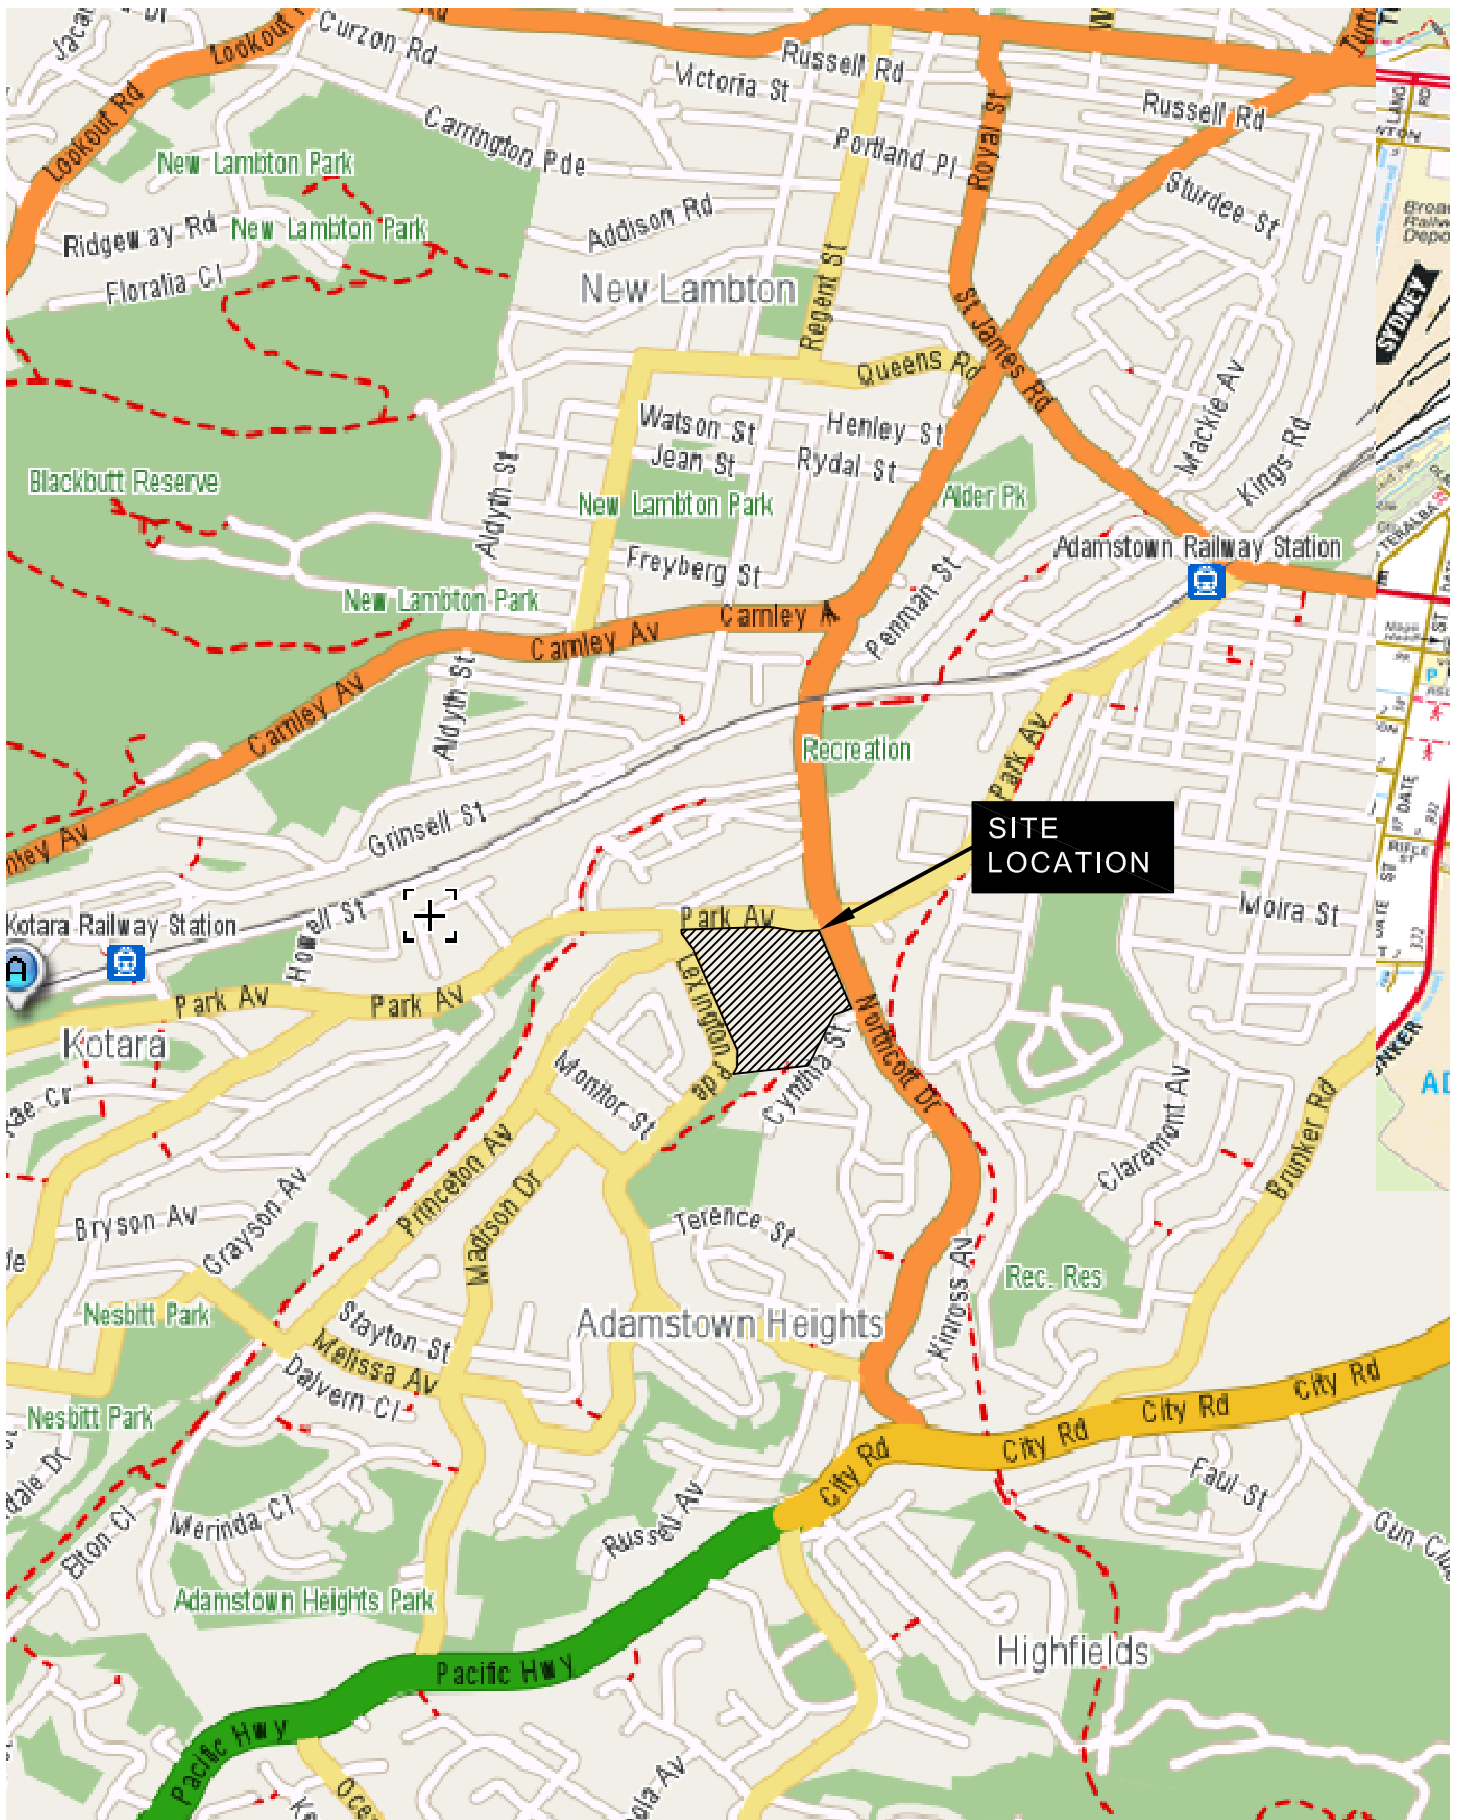 Curzon Rd
Lookout Rd
Victoria St
Russell Rd
Royal St
Russell Rd
LANG
RD
Carrington Pde
Portland Pl
Sturdee St
New Lambton Park
Ridgeway Rd
New Lambton Park
Addison Rd
Floralia Cl
New Lambton
Regent St
SYDNEY
St James Rd
Queens Rd
Watson St
Henley St
Mackie Av
Kings Rd
Jean St
Rydal St
Aldyth St
Blackbutt Reserve
New Lambton Park
Alder Pk
Adamstown Railway Station
Freyberg St
Penman St
New Lambton Park
Carnley Av
Carnley A
Carnley Av
Aldyth St
Recreation
Park Av
Grinsell St
SITE
LOCATION
DATE
Moira St
Kotara Railway Station
Howell St
Park Av
A
Park Av
Park Av
Lexington Pde
Northcott Dr
Kotara
Monitor St
Cynthia St
Claremont Av
Brunker Rd
Princeton Av
Madison Dr
Bryson Av
Grayson Av
Terence St
Kinross Av
Rec. Res
Nesbitt Park
Stayton St
Adamstown Heights
Melissa Av
Dalvern Cl
City Rd
City Rd
City Rd
City Rd
Nesbitt Park
Faul St
Elton Cl
Merinda Cl
Russell Av
Adamstown Heights Park
Highfields
Pacific Hwy
Pacific Hwy